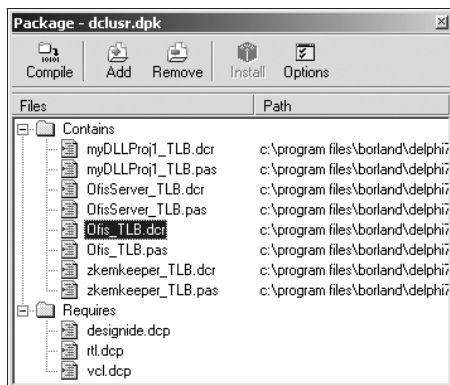 Package - dclusr.dpk
Compile Add Remove Install Options
Files Path
Contains
myDLLProj1_TLB.dcr c:\program files\borland\delphi7
myDLLProj1_TLB.pas c:\program files\borland\delphi7
OfisServer_TLB.dcr c:\program files\borland\delphi7
OfisServer_TLB.pas c:\program files\borland\delphi7
Ofis_TLB.dcr c:\program files\borland\delphi7
Ofis_TLB.pas c:\program files\borland\delphi7
zkemkeeper_TLB.dcr c:\program files\borland\delphi7
zkemkeeper_TLB.pas c:\program files\borland\delphi7
Requires
designide.dcp
rtl.dcp
vcl.dcp